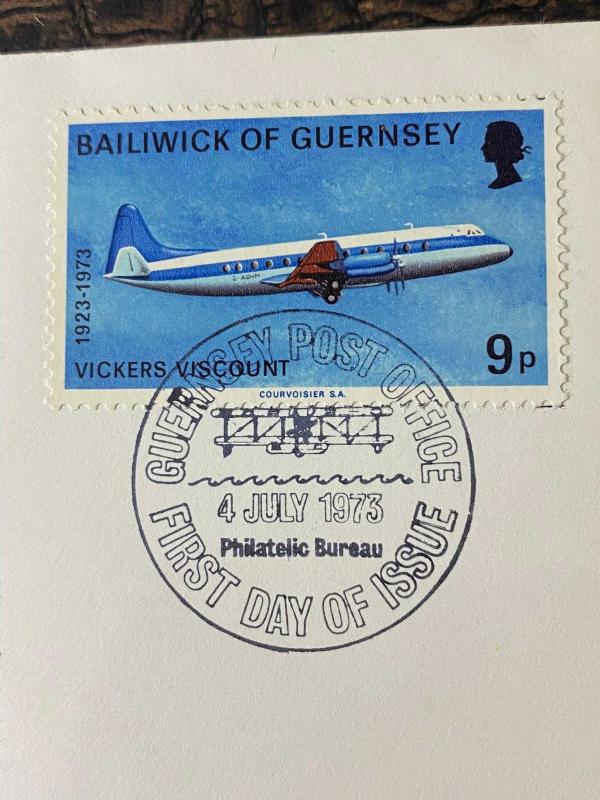 BAILIWICK OF GUERNSEY
1923-1973
G-AOHM
VICKERS VISCOUNT
9p
COURVOISIER S.A.
GUERNSEY POST OFFICE
4 JULY 1973
Philatelic Bureau
FIRST DAY OF ISSUE